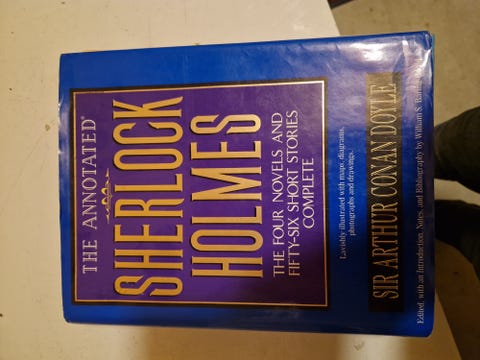 THE ANNOTATED
SHERLOCK
HOLMES
THE FOUR NOVELS AND
FIFTY-SIX SHORT STORIES
COMPLETE
Lavishly illustrated with maps, diagrams,
photographs and drawings.
SIR ARTHUR CONAN DOYLE
Edited, with an Introduction, Notes, and Bibliography by William S.